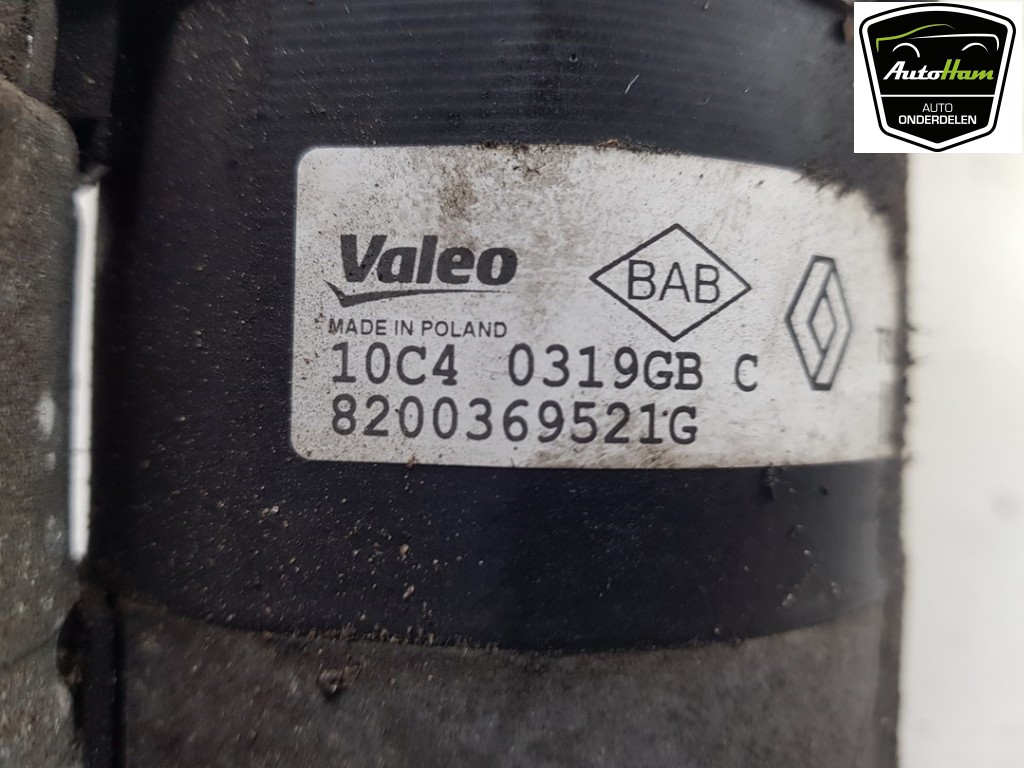 AutoHam
AUTO
ONDERDELEN
Valeo
BAB
MADE IN POLAND
10C4 0319GB C
8200369521G